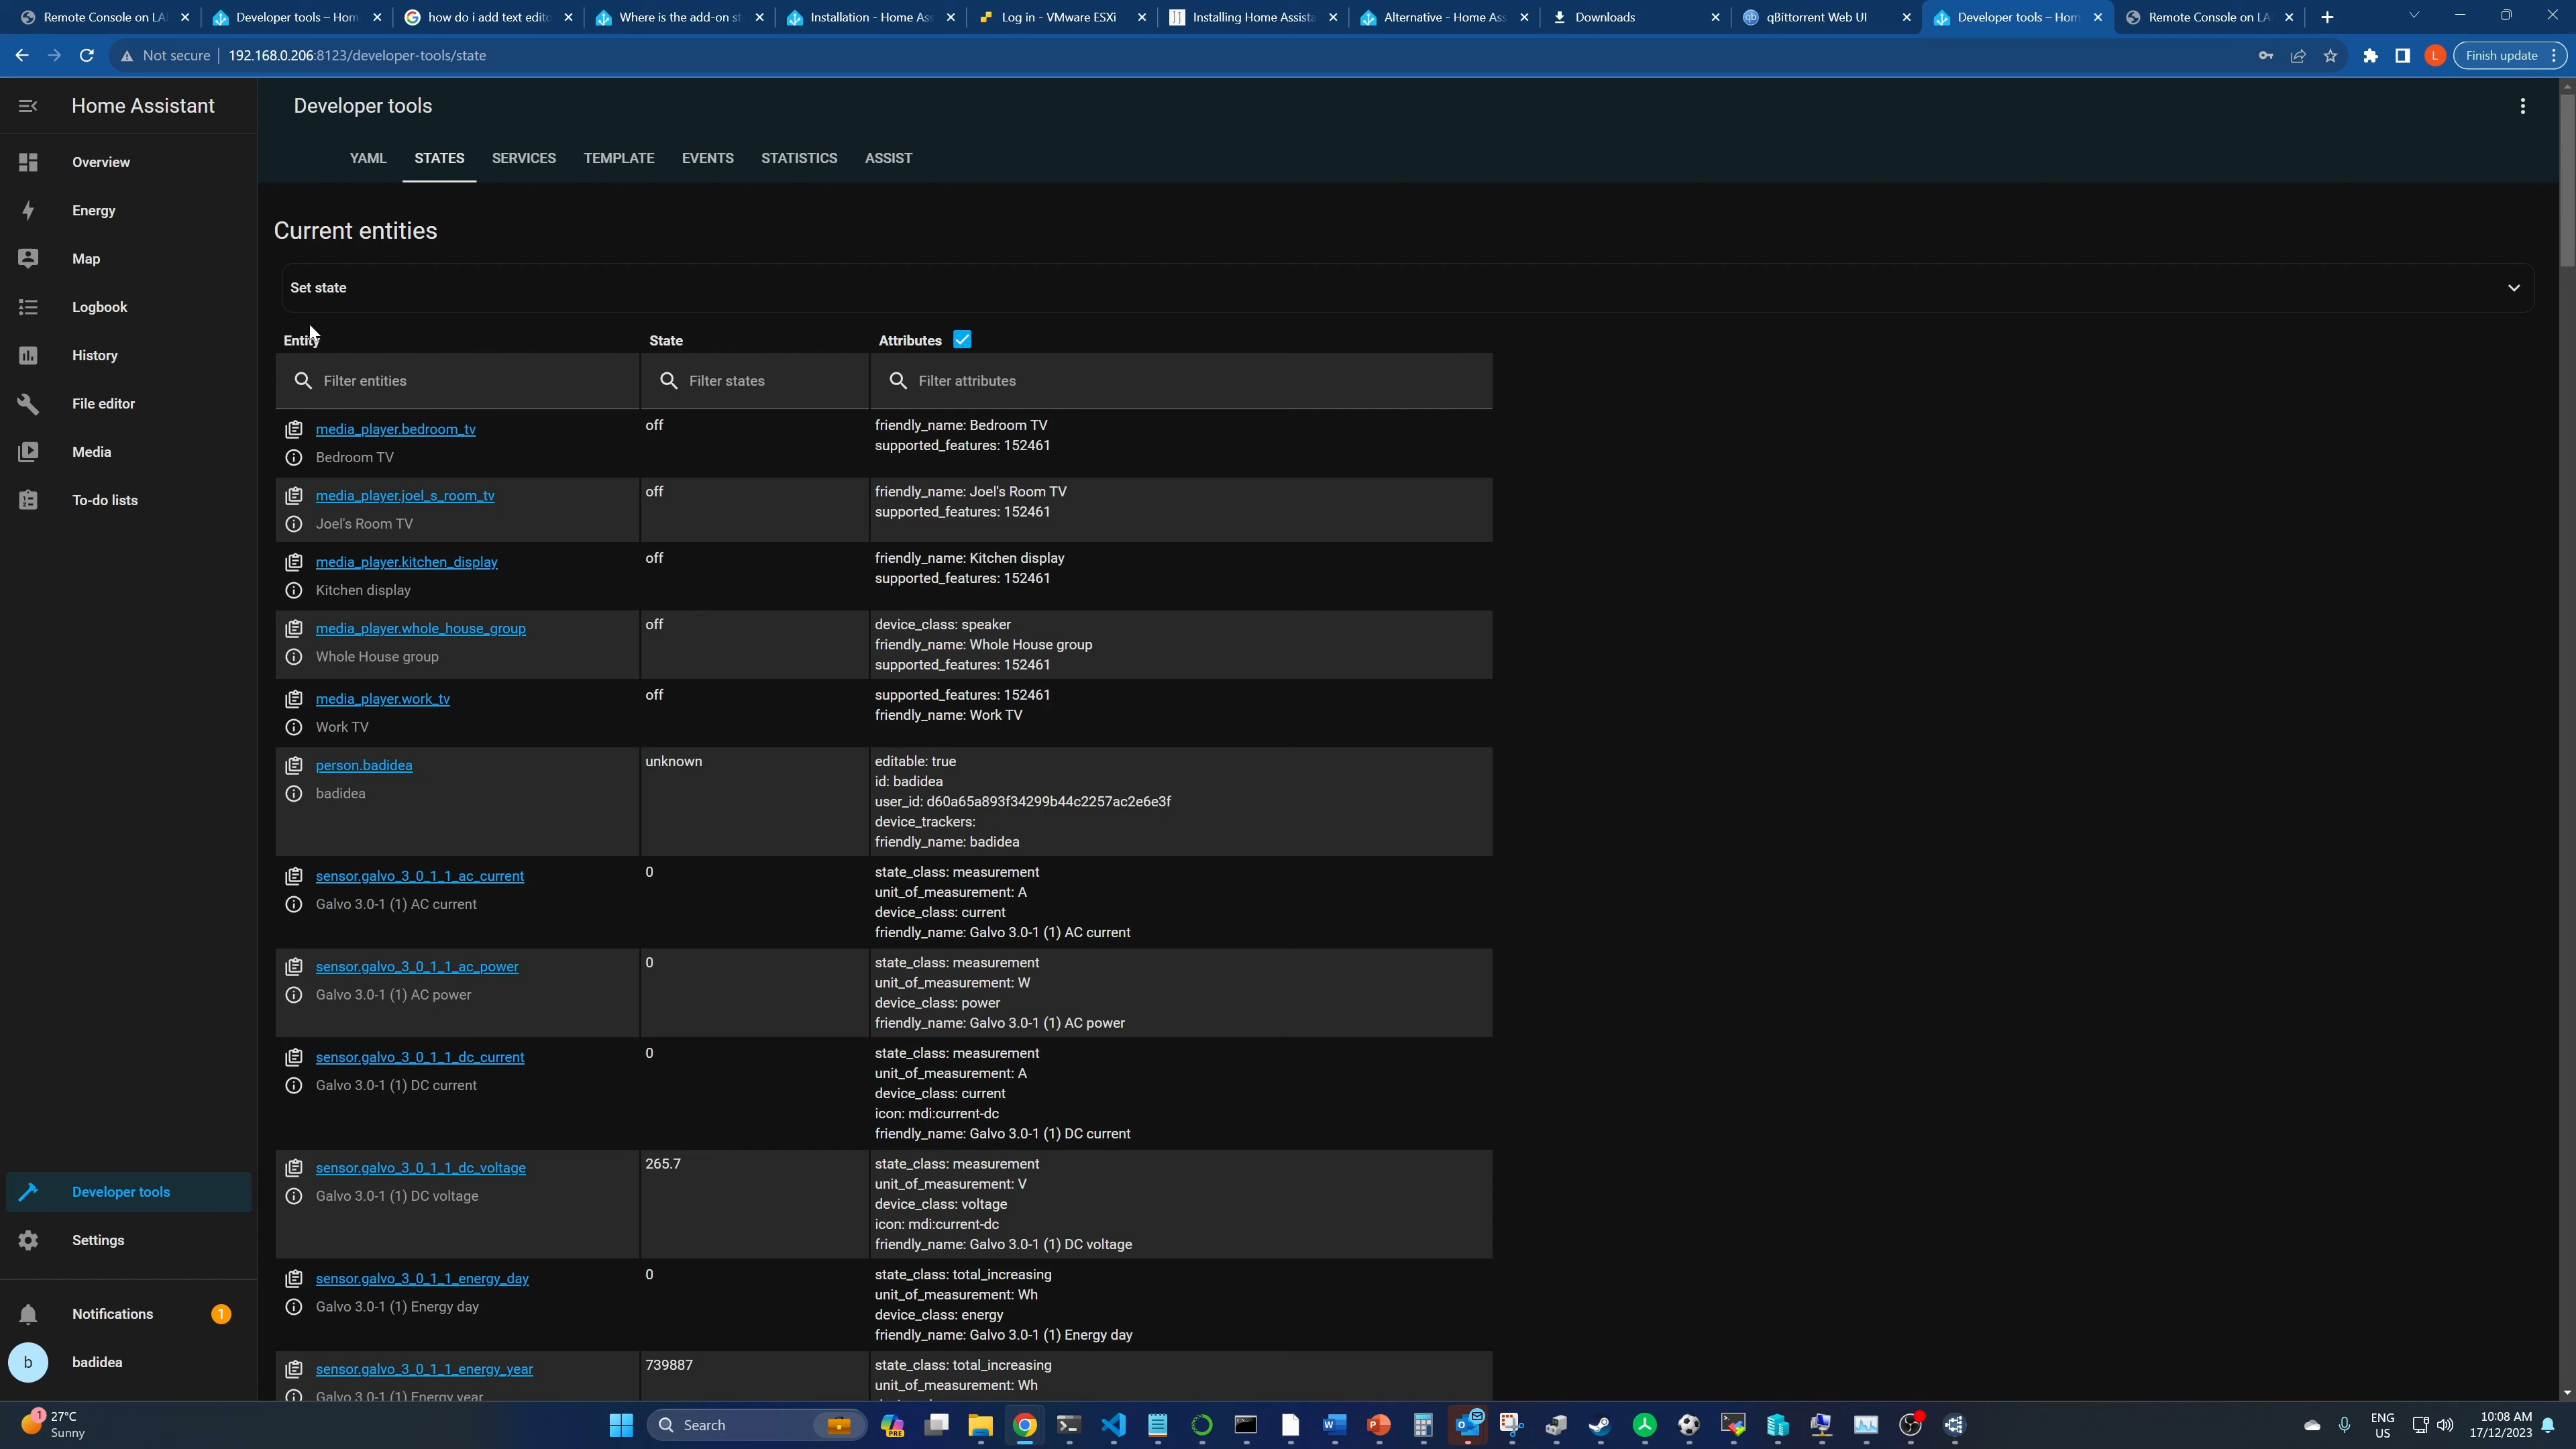 Remote Console on LA
Developer tools – Hom
how do i add text edito
Where is the add-on st
Installation - Home As
Log in - VMware ESXi
Installing Home Assista
Alternative - Home Ass
Downloads
qBittorrent Web UI
Developer tools – Hom
Remote Console on LA
Not secure
192.168.0.206:8123/developer-tools/state
L
Finish update
Home Assistant
Developer tools
YAML STATES SERVICES TEMPLATE EVENTS STATISTICS ASSIST
Overview
Energy
Map
Logbook
History
File editor
Media
To-do lists
Developer tools
Settings
Notifications 1
b badidea
Current entities
Set state
Entity State Attributes
Filter entities Filter states Filter attributes
media_player.bedroom_tv
Bedroom TV
off
friendly_name: Bedroom TV
supported_features: 152461
media_player.joel_s_room_tv
Joel's Room TV
off
friendly_name: Joel's Room TV
supported_features: 152461
media_player.kitchen_display
Kitchen display
off
friendly_name: Kitchen display
supported_features: 152461
media_player.whole_house_group
Whole House group
off
device_class: speaker
friendly_name: Whole House group
supported_features: 152461
media_player.work_tv
Work TV
off
supported_features: 152461
friendly_name: Work TV
person.badidea
badidea
unknown
editable: true
id: badidea
user_id: d60a65a893f34299b44c2257ac2e6e3f
device_trackers:
friendly_name: badidea
sensor.galvo_3_0_1_1_ac_current
Galvo 3.0-1 (1) AC current
0
state_class: measurement
unit_of_measurement: A
device_class: current
friendly_name: Galvo 3.0-1 (1) AC current
sensor.galvo_3_0_1_1_ac_power
Galvo 3.0-1 (1) AC power
0
state_class: measurement
unit_of_measurement: W
device_class: power
friendly_name: Galvo 3.0-1 (1) AC power
sensor.galvo_3_0_1_1_dc_current
Galvo 3.0-1 (1) DC current
0
state_class: measurement
unit_of_measurement: A
device_class: current
icon: mdi:current-dc
friendly_name: Galvo 3.0-1 (1) DC current
sensor.galvo_3_0_1_1_dc_voltage
Galvo 3.0-1 (1) DC voltage
265.7
state_class: measurement
unit_of_measurement: V
device_class: voltage
icon: mdi:current-dc
friendly_name: Galvo 3.0-1 (1) DC voltage
sensor.galvo_3_0_1_1_energy_day
Galvo 3.0-1 (1) Energy day
0
state_class: total_increasing
unit_of_measurement: Wh
device_class: energy
friendly_name: Galvo 3.0-1 (1) Energy day
sensor.galvo_3_0_1_1_energy_year
Galvo 3.0-1 (1) Energy year
739887
state_class: total_increasing
unit_of_measurement: Wh
1
27°C
Sunny
Search
PRE
ENG
US
10:08 AM
17/12/2023